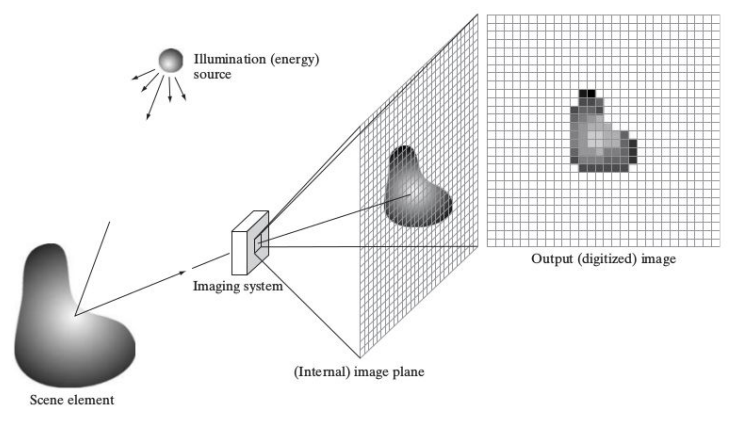 Illumination (energy)
source
Imaging system
Output (digitized) image
(Internal) image plane
Scene element